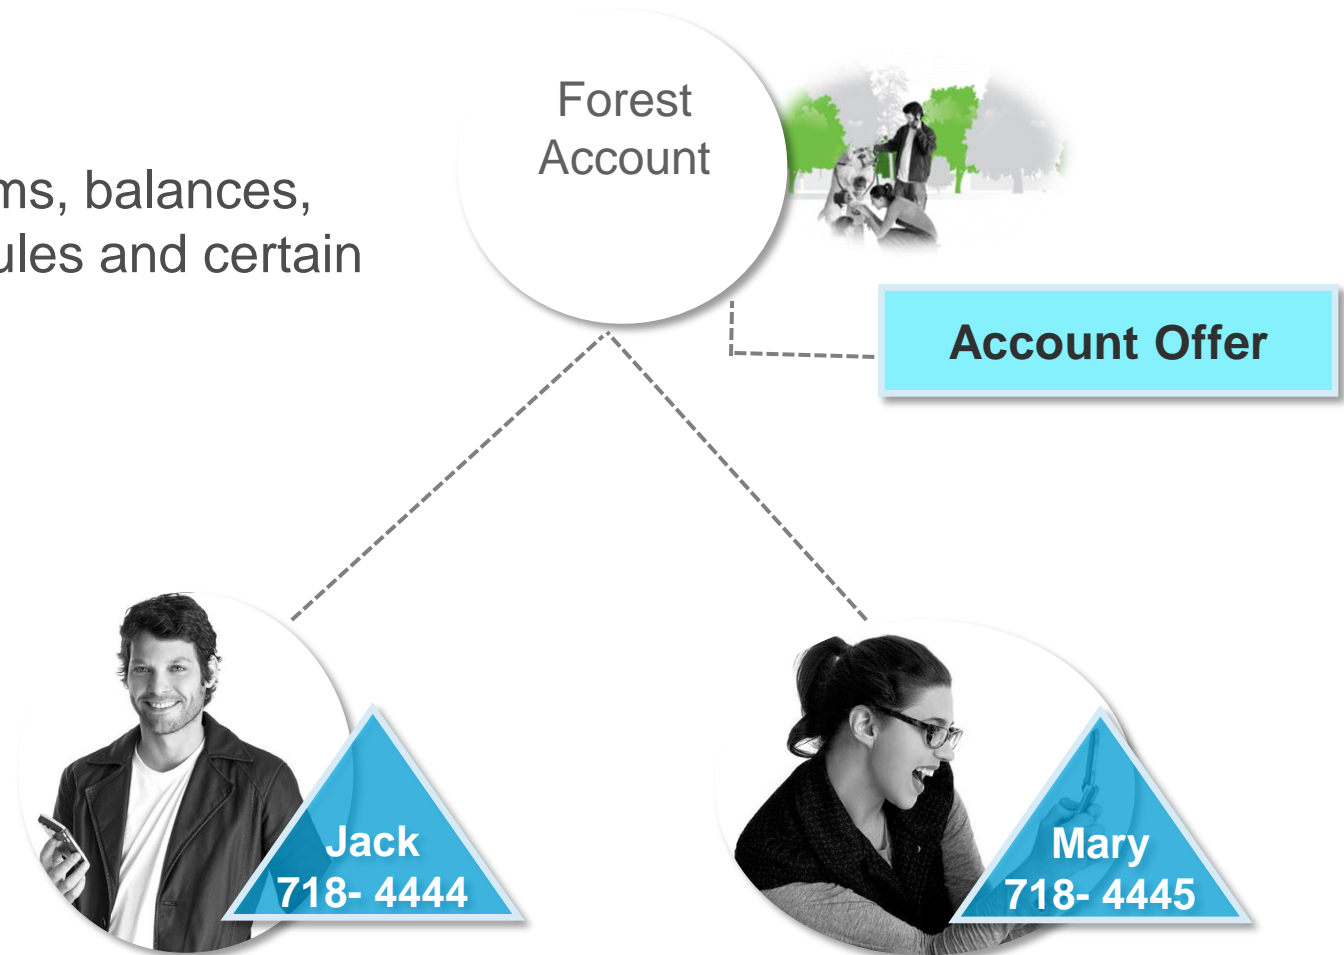 Forest
Account
ms, balances,
ules and certain
Account Offer
Jack
718- 4444
Mary
718- 4445